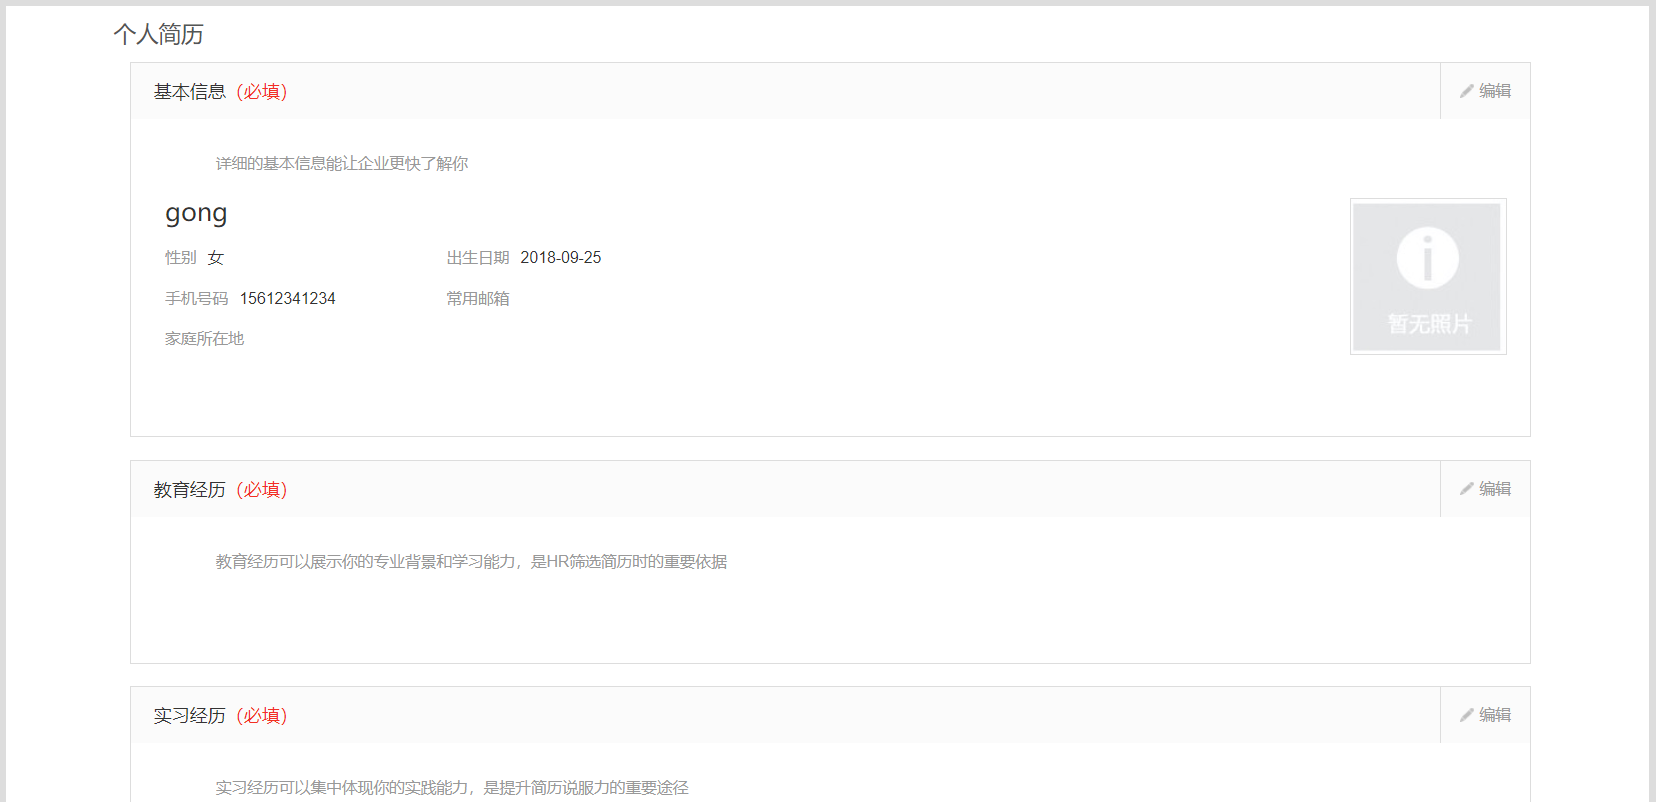 个人简历
基本信息（必填） 编辑
详细的基本信息能让企业更快了解你
gong
性别 女 出生日期 2018-09-25
手机号码 15612341234 常用邮箱
家庭所在地
暂无照片
教育经历（必填） 编辑
教育经历可以展示你的专业背景和学习能力，是HR筛选简历时的重要依据
实习经历（必填） 编辑
实习经历可以集中体现你的实践能力，是提升简历说服力的重要途径